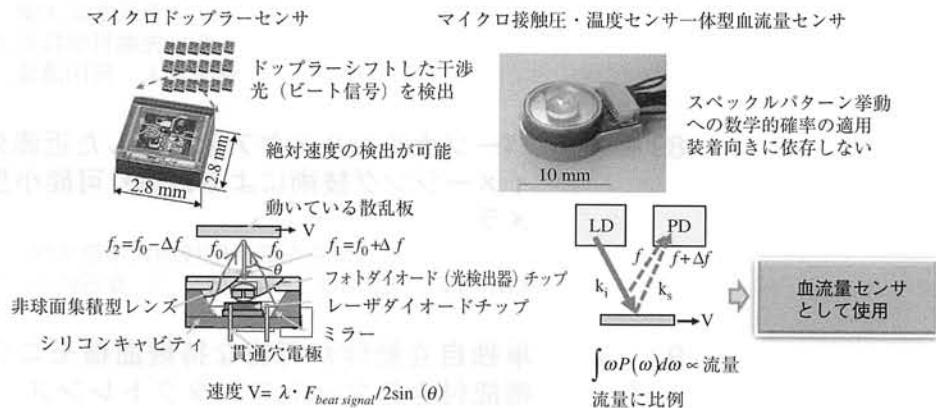 マイクロドップラーセンサ
ドップラーシフトした干渉
光（ビート信号）を検出
絶対速度の検出が可能
2.8 mm
2.8 mm
動いている散乱板
V
f₂=f₀−Δf
f₀
f₀
f₁=f₀+Δf
θ
フォトダイオード（光検出器）チップ
非球面集積型レンズ
レーザダイオードチップ
シリコンキャビティ
ミラー
貫通穴電極
速度 V= λ・F_beat signal/2sin (θ)
マイクロ接触圧・温度センサ一体型血流量センサ
スペックルパターン挙動
への数学的確率の適用
装着向きに依存しない
10 mm
LD
PD
f
f+Δf
kᵢ
kₛ
V
∫ωP(ω)dω ∝ 流量
流量に比例
血流量センサ
として使用